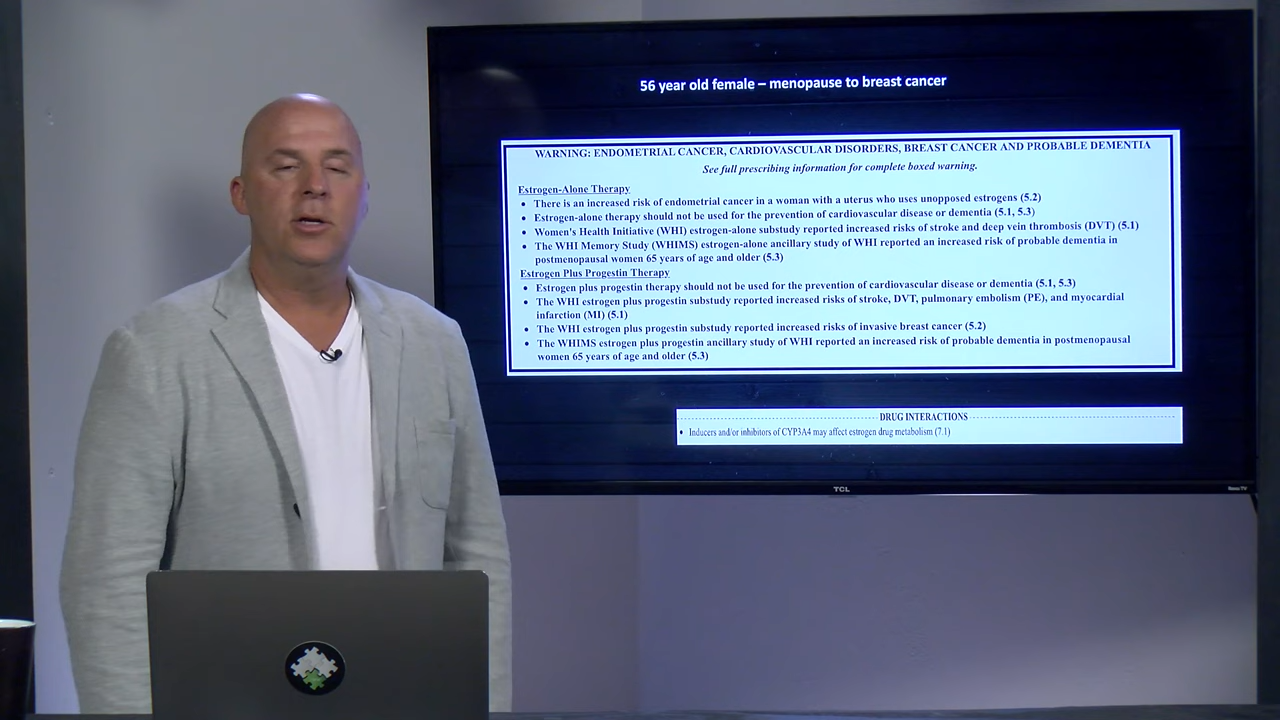 56 year old female – menopause to breast cancer
WARNING: ENDOMETRIAL CANCER, CARDIOVASCULAR DISORDERS, BREAST CANCER AND PROBABLE DEMENTIA
See full prescribing information for complete boxed warning.
Estrogen-Alone Therapy
• There is an increased risk of endometrial cancer in a woman with a uterus who uses unopposed estrogens (5.2)
• Estrogen-alone therapy should not be used for the prevention of cardiovascular disease or dementia (5.1, 5.3)
• Women's Health Initiative (WHI) estrogen-alone substudy reported increased risks of stroke and deep vein thrombosis (DVT) (5.1)
• The WHI Memory Study (WHIMS) estrogen-alone ancillary study of WHI reported an increased risk of probable dementia in
postmenopausal women 65 years of age and older (5.3)
Estrogen Plus Progestin Therapy
• Estrogen plus progestin therapy should not be used for the prevention of cardiovascular disease or dementia (5.1, 5.3)
• The WHI estrogen plus progestin substudy reported increased risks of stroke, DVT, pulmonary embolism (PE), and myocardial
infarction (MI) (5.1)
• The WHI estrogen plus progestin substudy reported increased risks of invasive breast cancer (5.2)
• The WHIMS estrogen plus progestin ancillary study of WHI reported an increased risk of probable dementia in postmenopausal
women 65 years of age and older (5.3)
DRUG INTERACTIONS
• Inducers and/or inhibitors of CYP3A4 may affect estrogen drug metabolism (7.1)
TCL
Roku TV